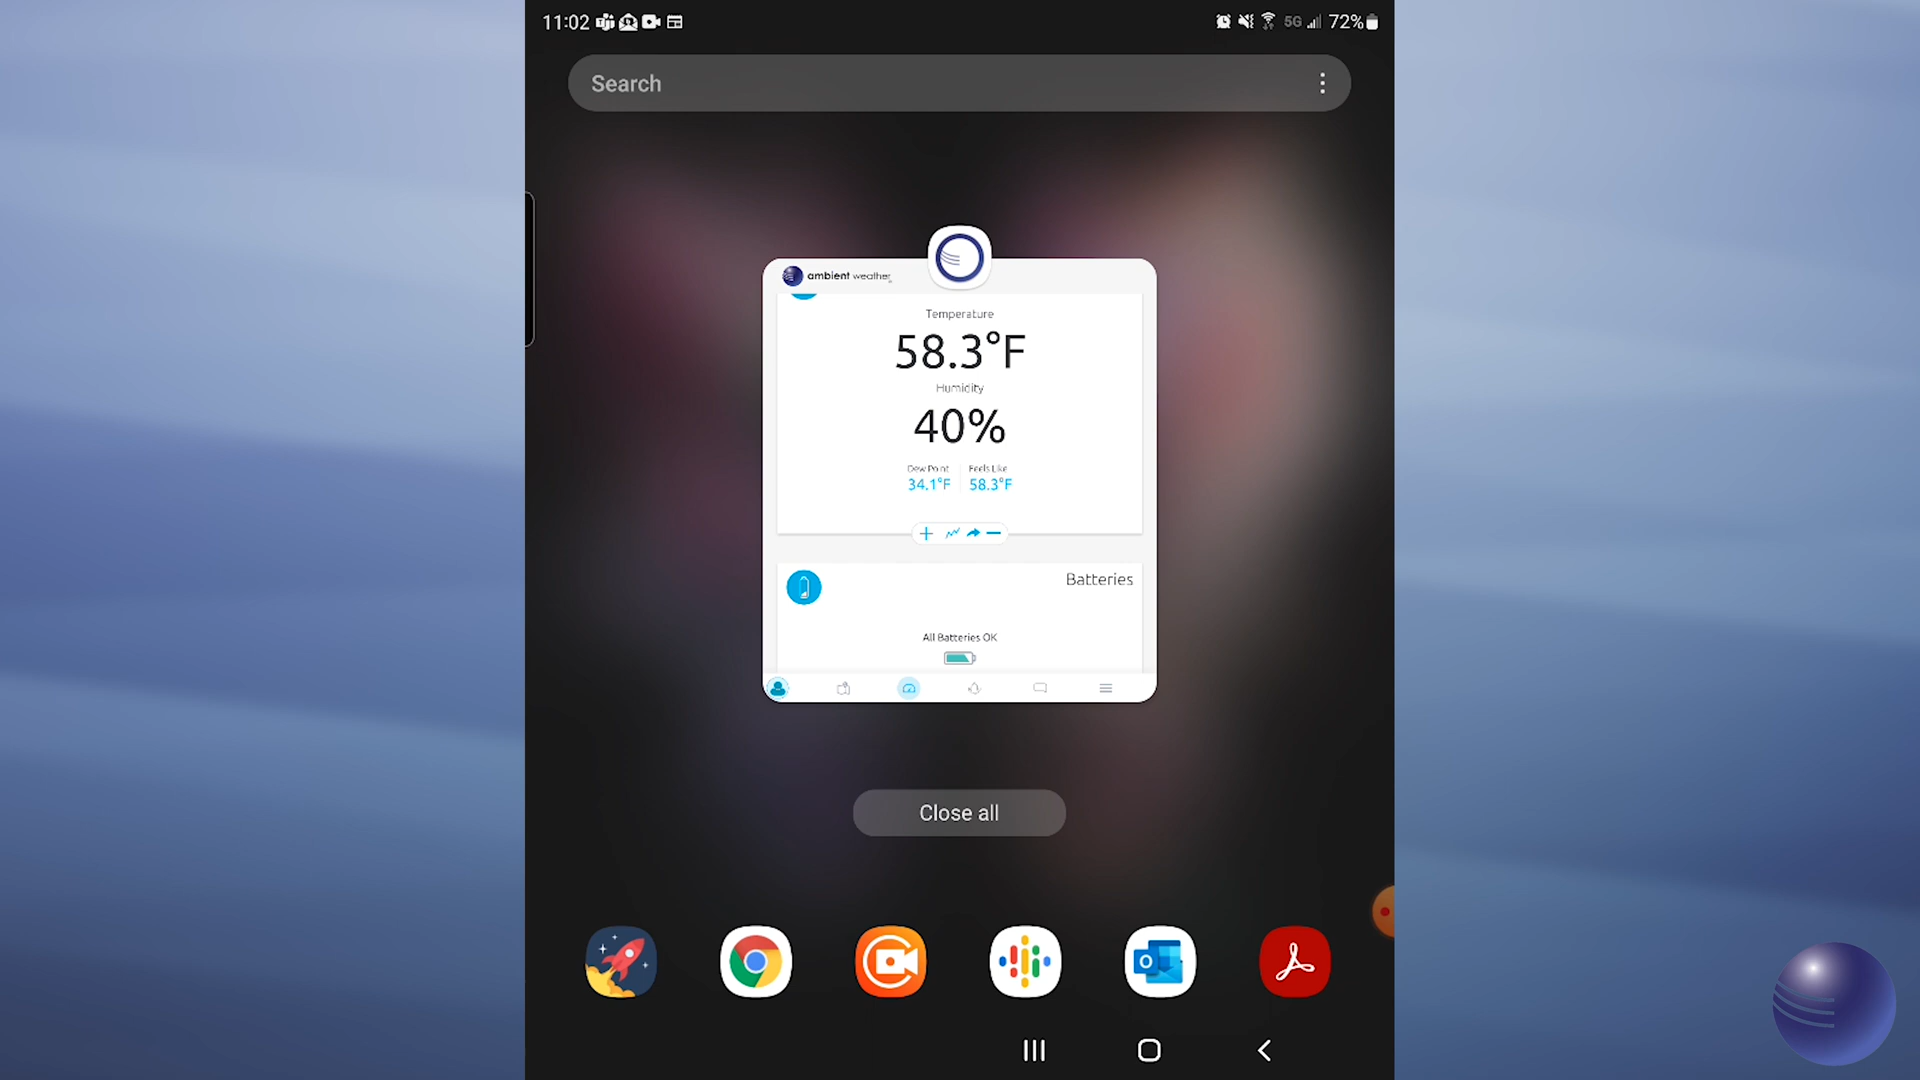 11:02
5G 72%
Search
ambient weather
Temperature
58.3°F
Humidity
40%
Dew Point Feels Like
34.1°F 58.3°F
Batteries
All Batteries OK
Close all